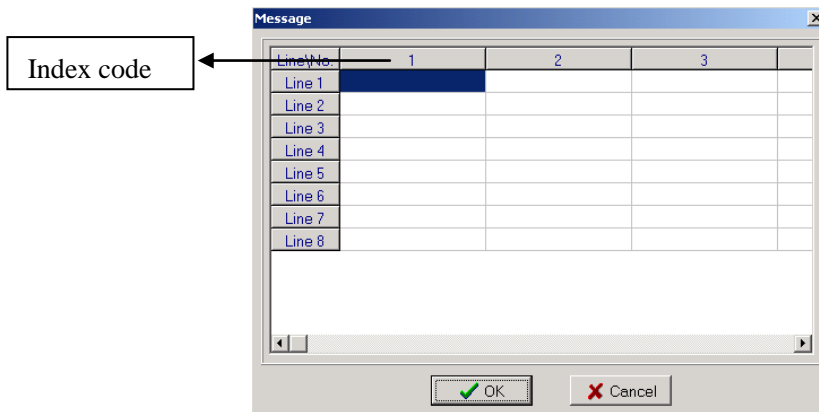 Message
Index code
Line\No. 1 2 3
Line 1
Line 2
Line 3
Line 4
Line 5
Line 6
Line 7
Line 8
OK Cancel